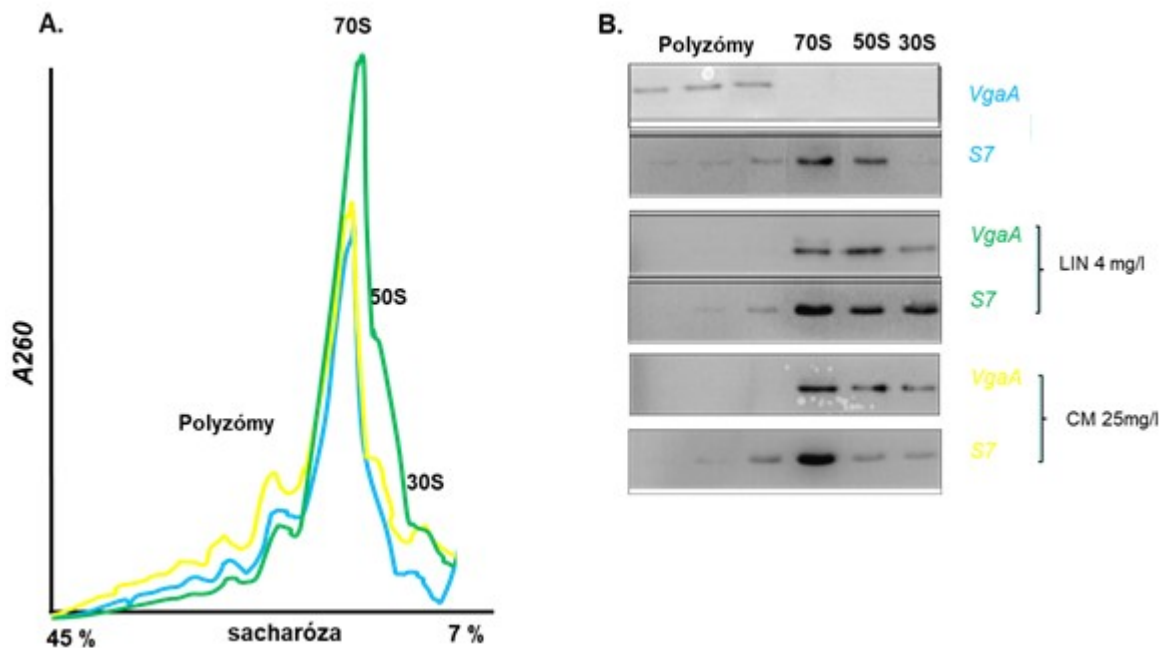 A.
70S
50S
30S
Polyzómy
A260
45 %
sacharóza
7 %
B.
Polyzómy 70S 50S 30S
VgaA
S7
VgaA
S7
LIN 4 mg/l
VgaA
S7
CM 25mg/l